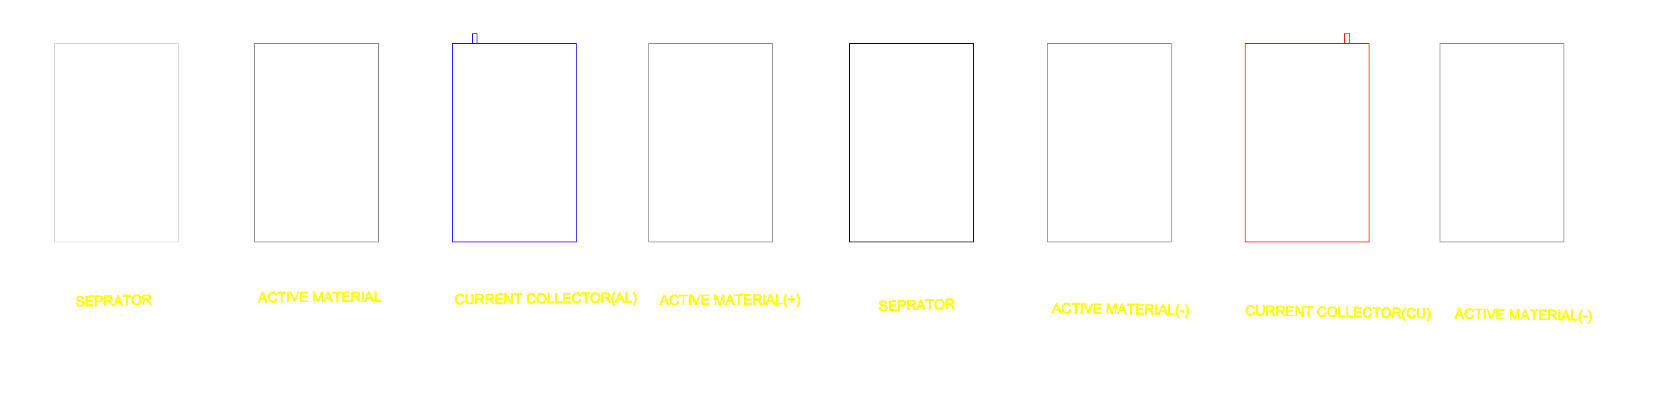 SEPRATOR
ACTIVE MATERIAL
CURRENT COLLECTOR(AL)
ACTIVE MATERIAL(+)
SEPRATOR
ACTIVE MATERIAL(-)
CURRENT COLLECTOR(CU)
ACTIVE MATERIAL(-)